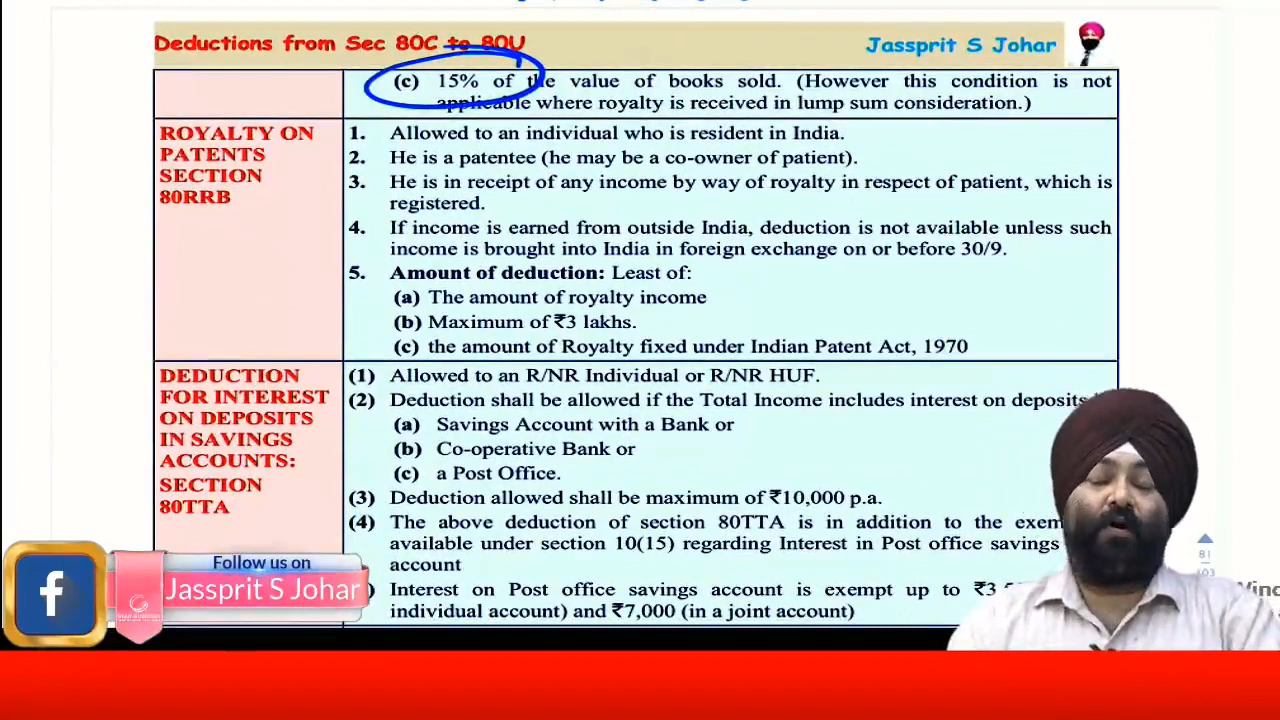 Deductions from Sec 80C to 80U
Jassprit S Johar
(c) 15% of the value of books sold. (However this condition is not
applicable where royalty is received in lump sum consideration.)
ROYALTY ON
PATENTS
SECTION
80RRB
1. Allowed to an individual who is resident in India.
2. He is a patentee (he may be a co-owner of patient).
3. He is in receipt of any income by way of royalty in respect of patient, which is
registered.
4. If income is earned from outside India, deduction is not available unless such
income is brought into India in foreign exchange on or before 30/9.
5. Amount of deduction: Least of:
(a) The amount of royalty income
(b) Maximum of ₹3 lakhs.
(c) the amount of Royalty fixed under Indian Patent Act, 1970
DEDUCTION
FOR INTEREST
ON DEPOSITS
IN SAVINGS
ACCOUNTS:
SECTION
80TTA
(1) Allowed to an R/NR Individual or R/NR HUF.
(2) Deduction shall be allowed if the Total Income includes interest on deposits
(a) Savings Account with a Bank or
(b) Co-operative Bank or
(c) a Post Office.
(3) Deduction allowed shall be maximum of ₹10,000 p.a.
(4) The above deduction of section 80TTA is in addition to the
available under section 10(15) regarding Interest in Post office savings
account
Interest on Post office savings account is exempt up to
individual account) and ₹7,000 (in a joint account)
Follow us on
Jassprit S Johar
81
103